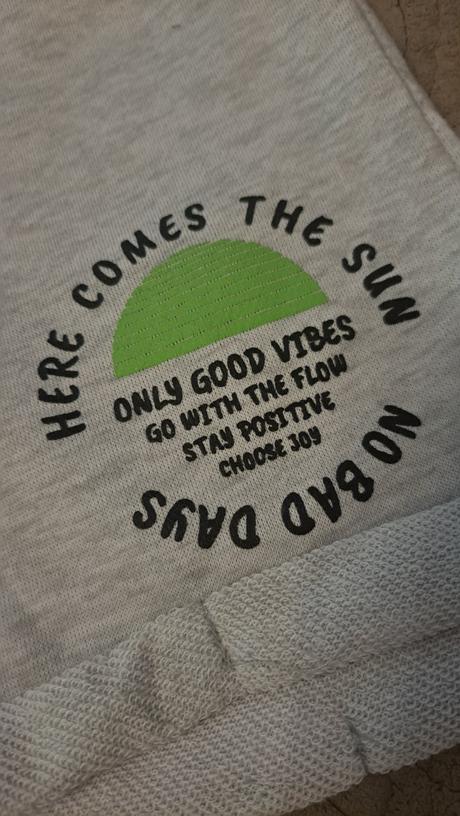 HERE COMES THE SUN
ONLY GOOD VIBES
GO WITH THE FLOW
STAY POSITIVE
CHOOSE JOY
NO BAD DAYS